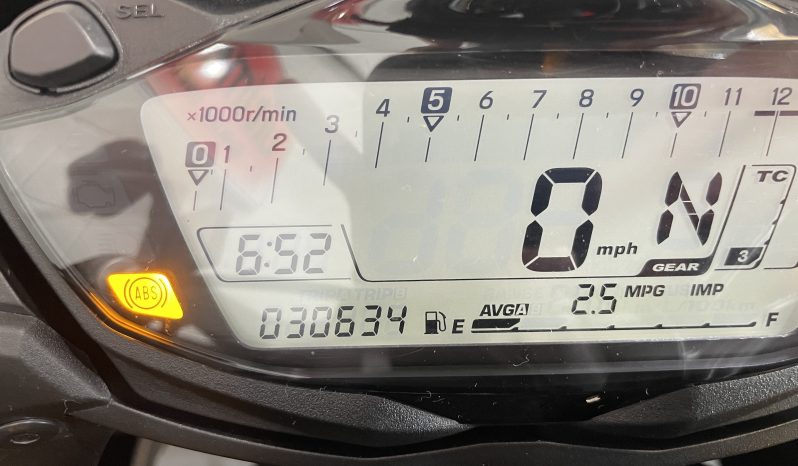 SEL
×1000r/min
0 1 2 3 4 5 6 7 8 9 10 11 12
TC
6:52
0 mph
N
GEAR
3
ABS
2.5 MPG IMP
AVG A
030634
E F